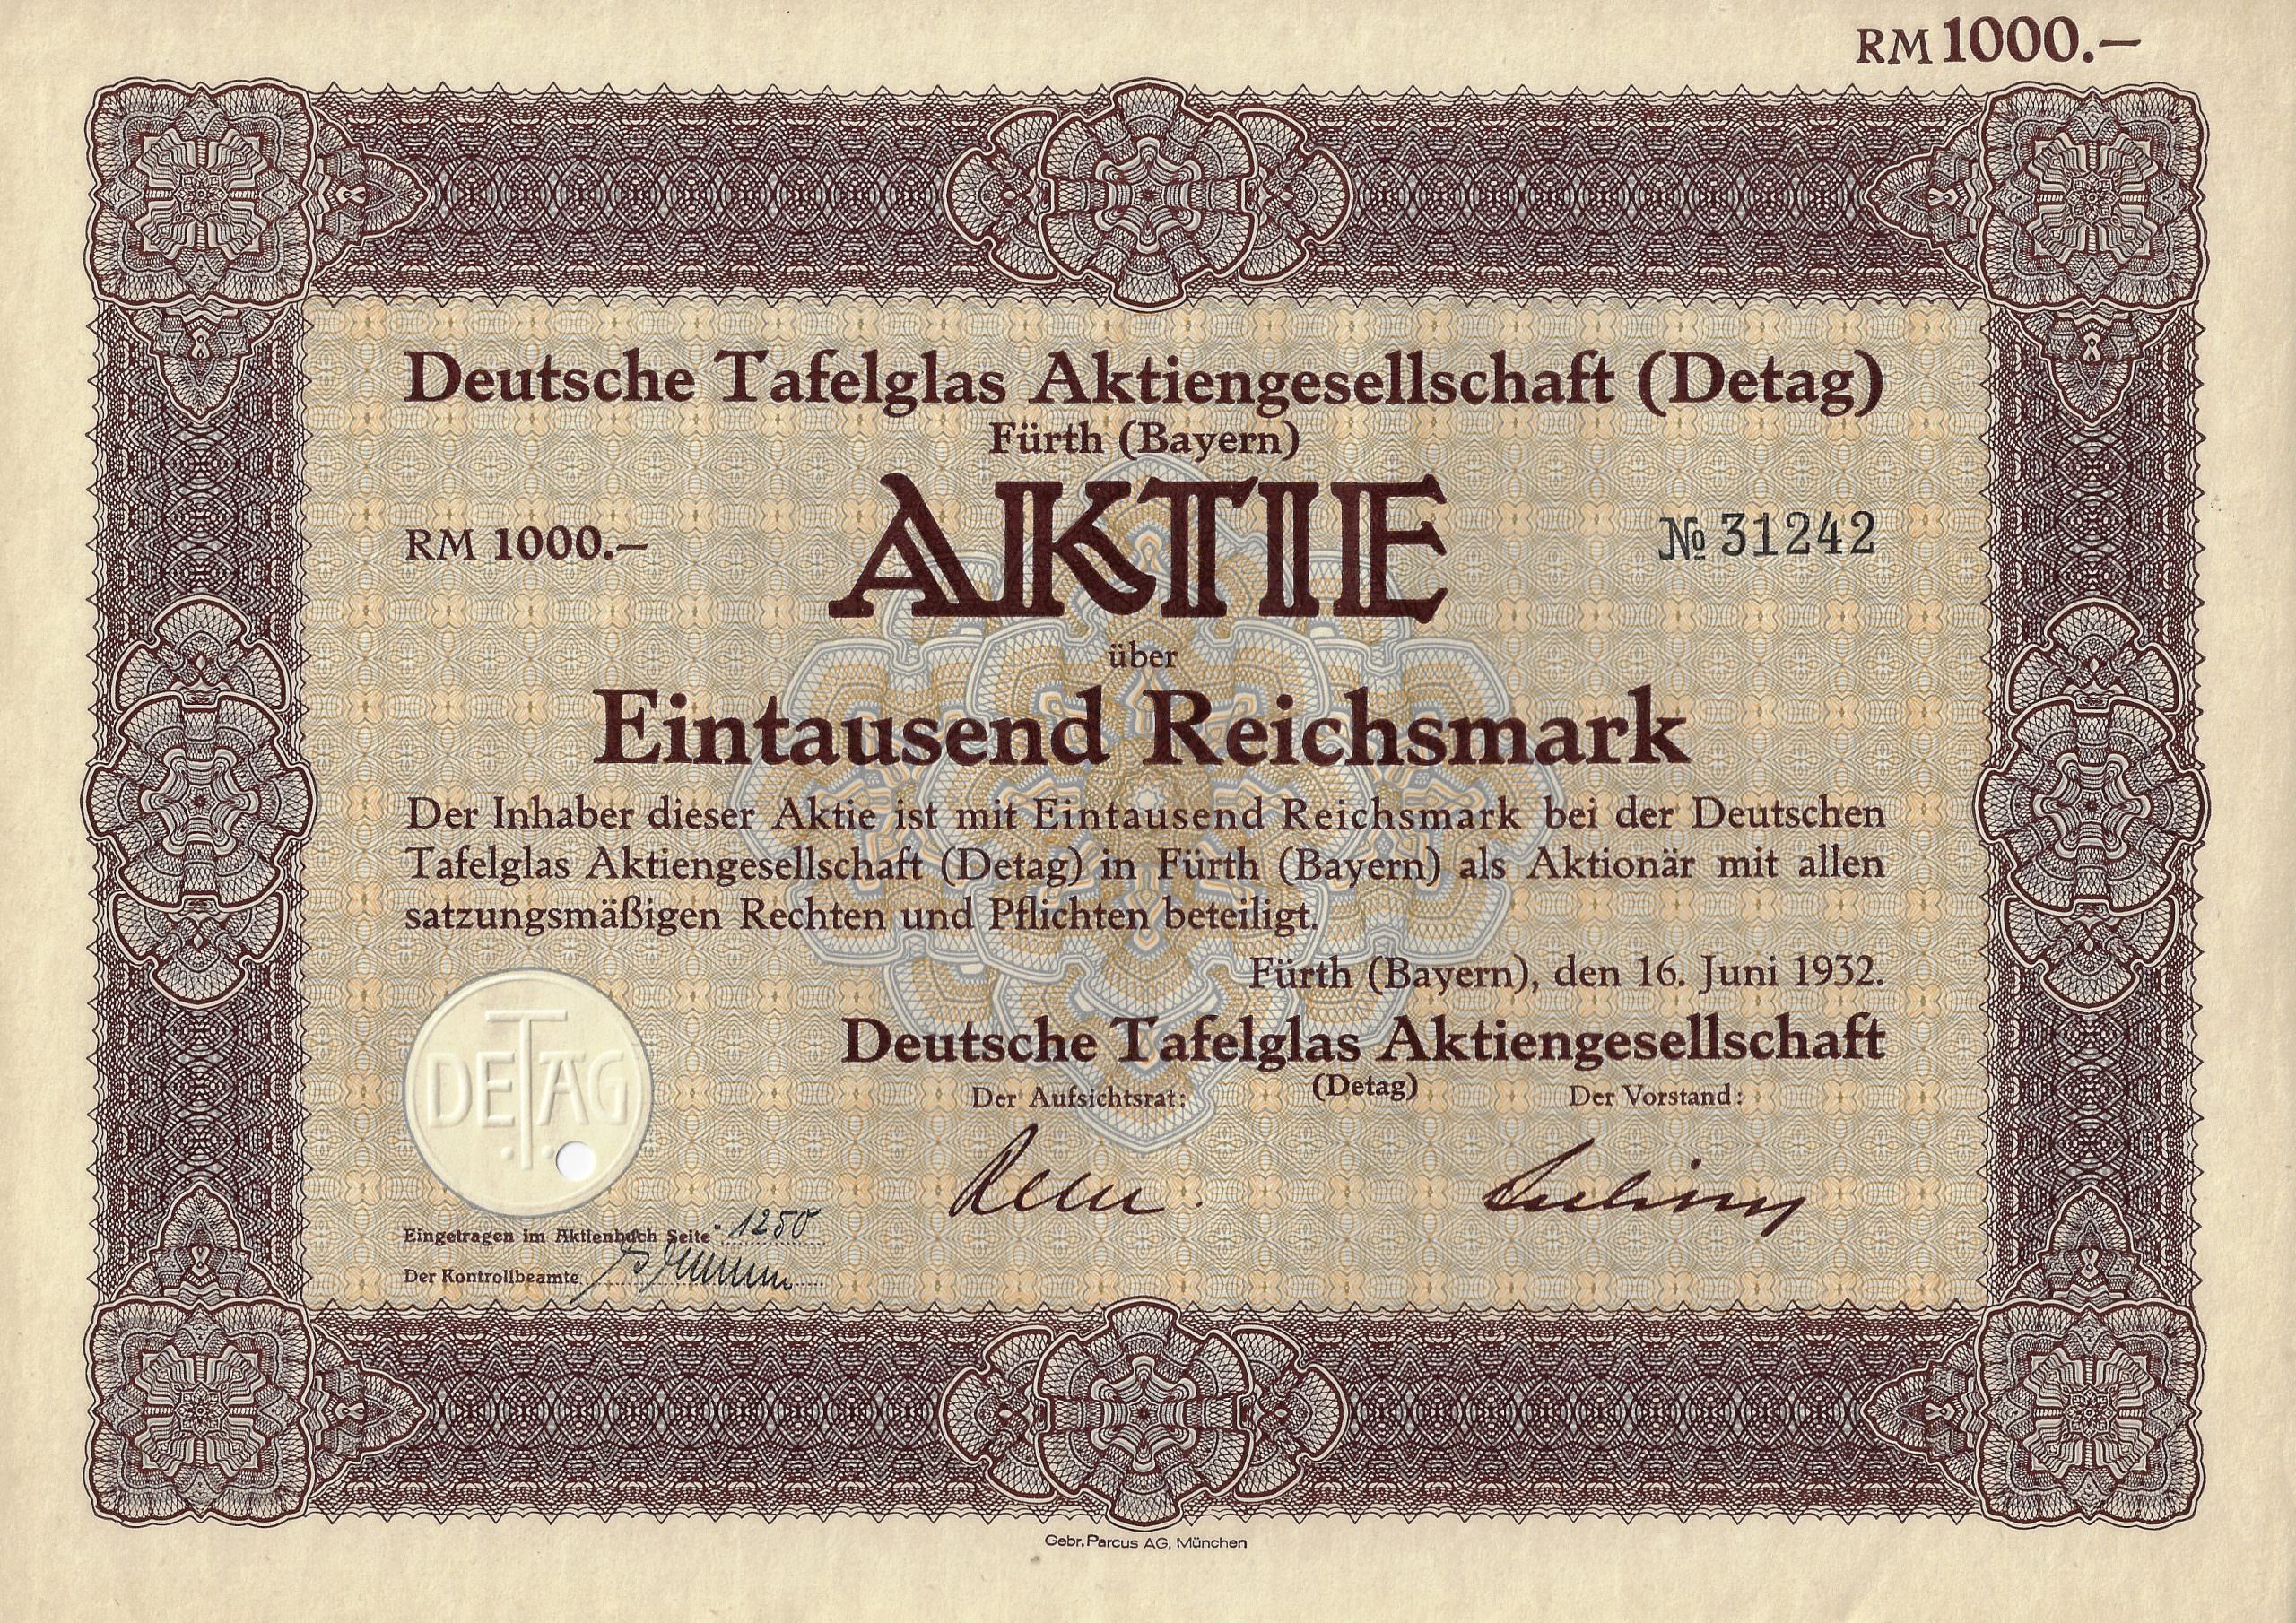 RM 1000.—
Deutsche Tafelglas Aktiengesellschaft (Detag)
Fürth (Bayern)
AKTIE
RM 1000.—
№ 31242
über
Eintausend Reichsmark
Der Inhaber dieser Aktie ist mit Eintausend Reichsmark bei der Deutschen
Tafelglas Aktiengesellschaft (Detag) in Fürth (Bayern) als Aktionär mit allen
satzungsmäßigen Rechten und Pflichten beteiligt.
Fürth (Bayern), den 16. Juni 1932.
Deutsche Tafelglas Aktiengesellschaft
(Detag)
Der Aufsichtsrat:
Der Vorstand:
DETAG
Eingetragen im Aktienbuch Seite 1250
Der Kontrollbeamte
Gebr. Parcus AG, München